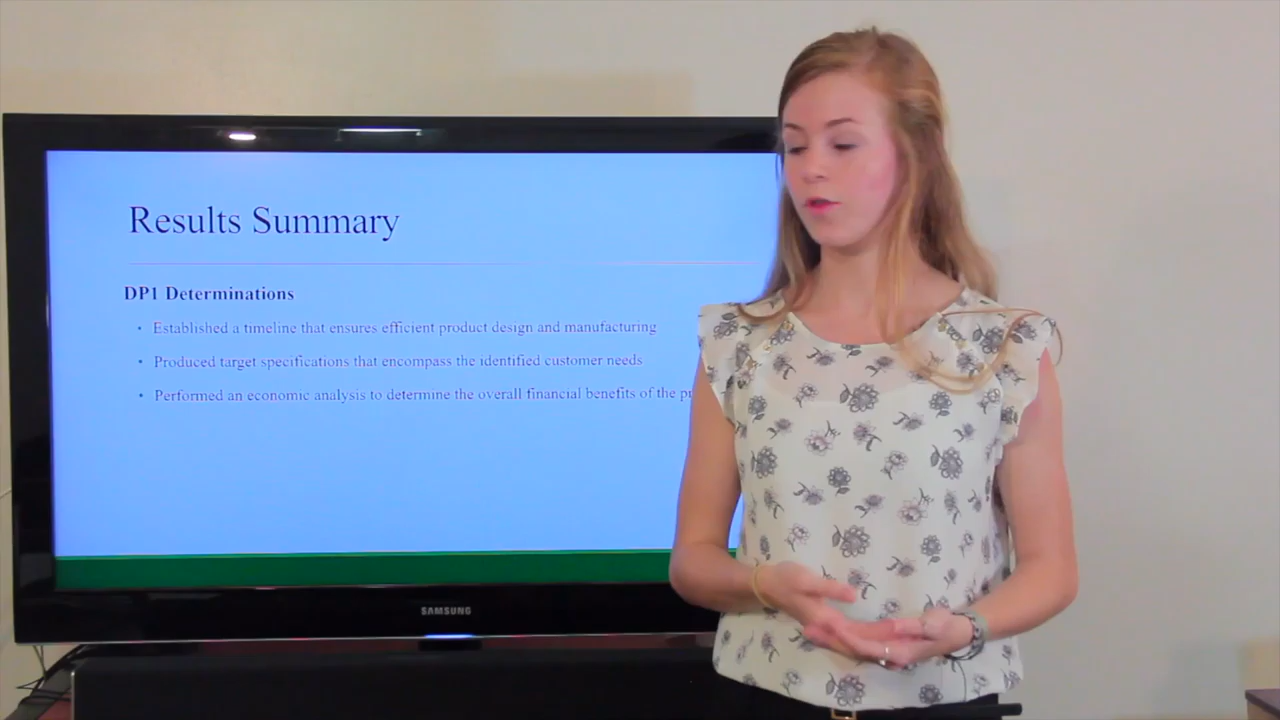 Results Summary
DP1 Determinations
• Established a timeline that ensures efficient product design and manufacturing
• Produced target specifications that encompass the identified customer needs
• Performed an economic analysis to determine the overall financial benefits of the
SAMSUNG